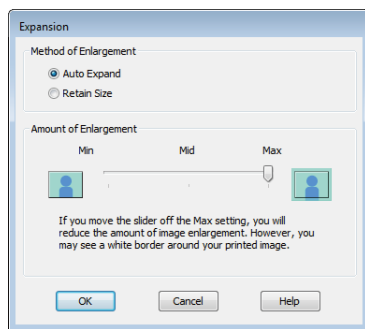 Expansion
Method of Enlargement
Auto Expand
Retain Size
Amount of Enlargement
Min Mid Max
If you move the slider off the Max setting, you will
reduce the amount of image enlargement. However, you
may see a white border around your printed image.
OK Cancel Help